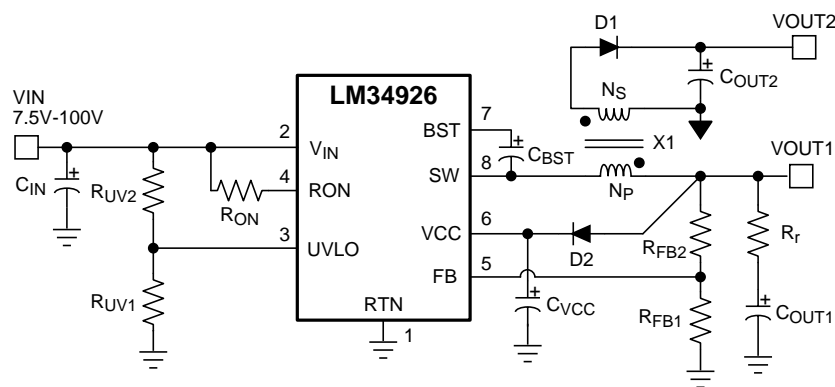 D1
VOUT2
+
COUT2
NS
LM34926
VIN
7.5V-100V
7
BST
+
CBST
X1
VOUT1
2
VIN
8
SW
NP
+
CIN
RUV2
4
RON
RON
6
VCC
D2
RFB2
Rr
3
UVLO
5
FB
RUV1
+
CVCC
+
COUT1
RFB1
RTN
1